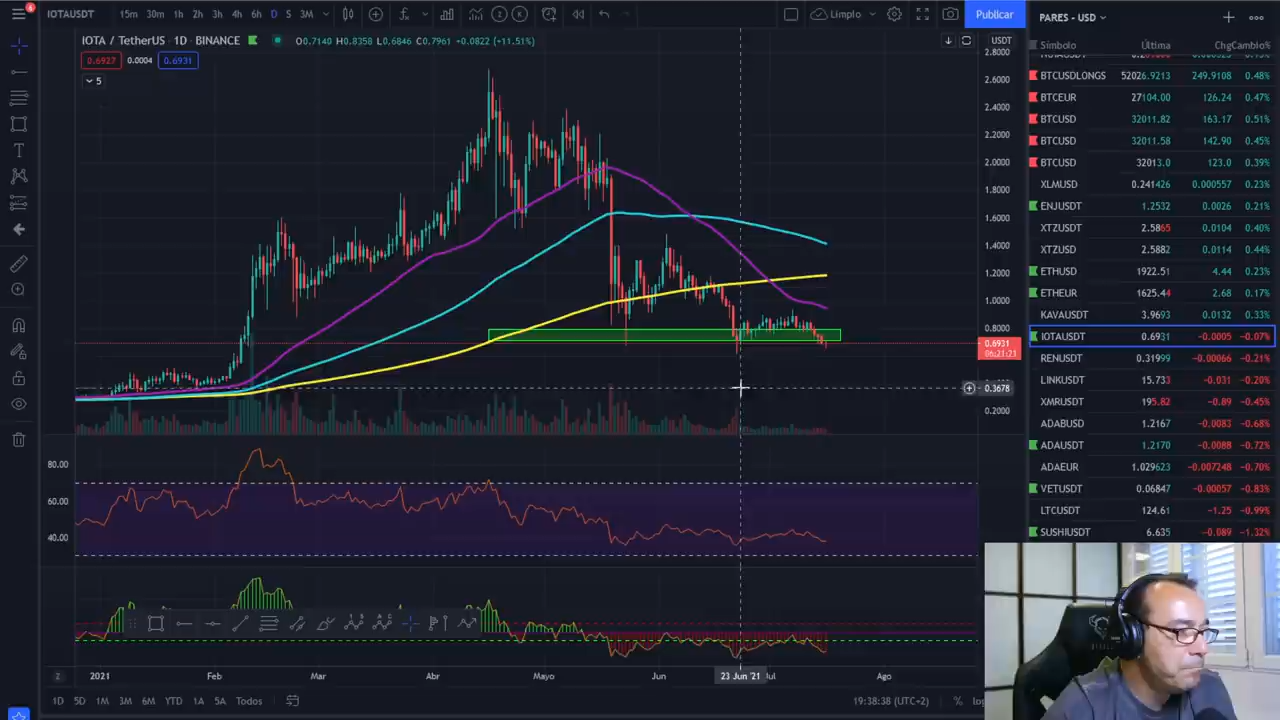 4
IOTAUSDT 15m 30m 1h 2h 3h 4h 6h D S 3M Limplo Publicar
IOTA / TetherUS · 1D · BINANCE O0.7140 H0.8358 L0.6846 C0.7961 +0.0822 (+11.51%)
0.6927 0.0004 0.6931
5
USDT
2.8000
2.6000
2.4000
2.2000
2.0000
1.8000
1.6000
1.4000
1.2000
1.0000
0.8000
0.6931
06:21:21
0.3678
0.2000
80.00
60.00
40.00
2021 Feb Mar Abr Mayo Jun 23 Jun '21 Jul Ago
1D 5D 1M 3M 6M YTD 1A 5A Todos 19:38:38 (UTC+2) % log
PARES - USD
Símbolo Última Chg Cambio%
BTCUSDLONGS 52026.9213 249.9108 0.48%
BTCEUR 27104.00 126.24 0.47%
BTCUSD 32011.82 163.17 0.51%
BTCUSD 32011.58 142.90 0.45%
BTCUSD 32013.0 123.0 0.39%
XLMUSD 0.241426 0.000557 0.23%
ENJUSDT 1.2532 0.0026 0.21%
XTZUSDT 2.5865 0.0104 0.40%
XTZUSD 2.5882 0.0114 0.44%
ETHUSD 1922.51 4.44 0.23%
ETHEUR 1625.44 2.68 0.17%
KAVAUSDT 3.9693 0.0132 0.33%
IOTAUSDT 0.6931 -0.0005 -0.07%
RENUSDT 0.31999 -0.00066 -0.21%
LINKUSDT 15.733 -0.031 -0.20%
XMRUSDT 195.82 -0.89 -0.45%
ADABUSD 1.2167 -0.0083 -0.68%
ADAUSDT 1.2170 -0.0088 -0.72%
ADAEUR 1.029623 -0.007248 -0.70%
VETUSDT 0.06847 -0.00057 -0.83%
LTCUSDT 124.61 -1.25 -0.99%
SUSHIUSDT 6.635 -0.089 -1.32%